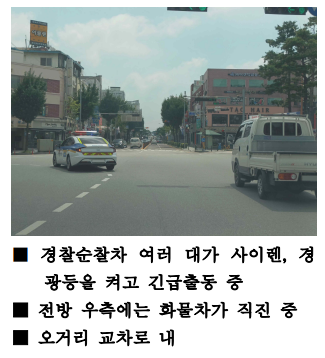 TAE HAIR
■ 경찰순찰차 여러 대가 사이렌, 경
광등을 켜고 긴급출동 중
■ 전방 우측에는 화물차가 직진 중
■ 오거리 교차로 내